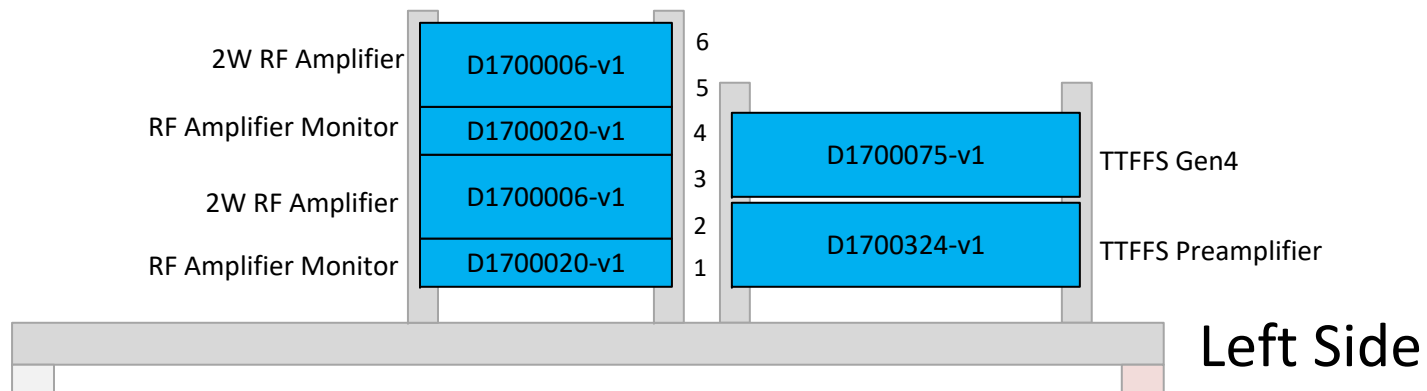 2W RF Amplifier D1700006-v1 6
5
RF Amplifier Monitor D1700020-v1 4
D1700075-v1 TTFFS Gen4
3
2W RF Amplifier D1700006-v1
2
D1700324-v1 TTFFS Preamplifier
RF Amplifier Monitor D1700020-v1 1
Left Side